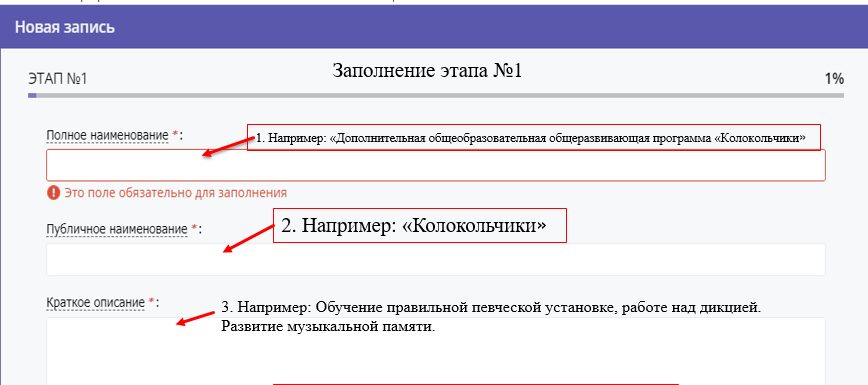 Новая запись
Заполнение этапа №1
ЭТАП №1
1%
Полное наименование * :
1. Например: «Дополнительная общеобразовательная общеразвивающая программа «Колокольчики»
! Это поле обязательно для заполнения
Публичное наименование * :
2. Например: «Колокольчики»
Краткое описание * :
3. Например: Обучение правильной певческой установке, работе над дикцией.
Развитие музыкальной памяти.